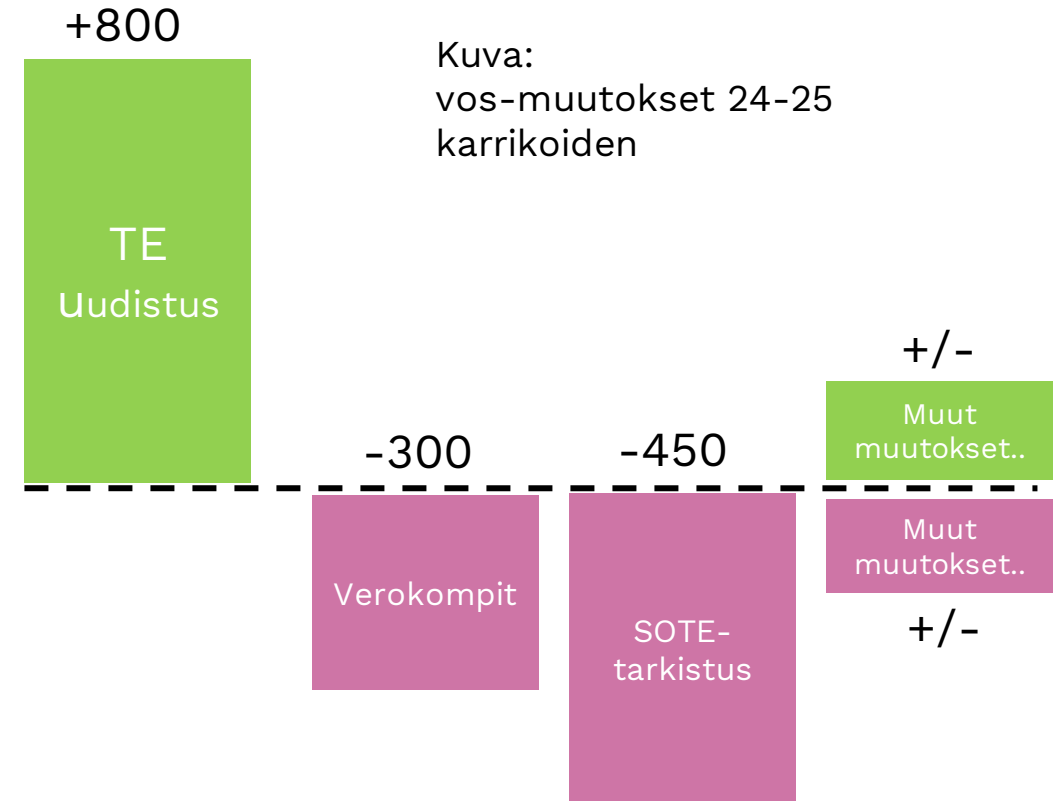 +800
Kuva:
vos-muutokset 24-25
karrikoiden
TE
Uudistus
-300
-450
+/-
Muut
muutokset..
Muut
muutokset..
+/-
Verokompit
SOTE-
tarkistus